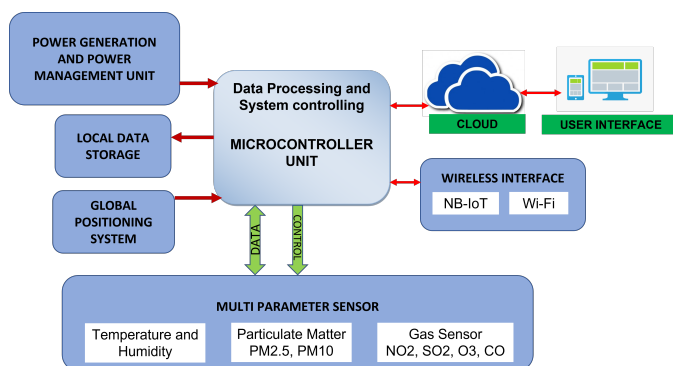 POWER GENERATION
AND POWER
MANAGEMENT UNIT
LOCAL DATA
STORAGE
GLOBAL
POSITIONING
SYSTEM
Data Processing and
System controlling
MICROCONTROLLER
UNIT
CLOUD
USER INTERFACE
WIRELESS INTERFACE
NB-IoT
Wi-Fi
DATA
CONTROL
MULTI PARAMETER SENSOR
Temperature and
Humidity
Particulate Matter
PM2.5, PM10
Gas Sensor
NO2, SO2, O3, CO